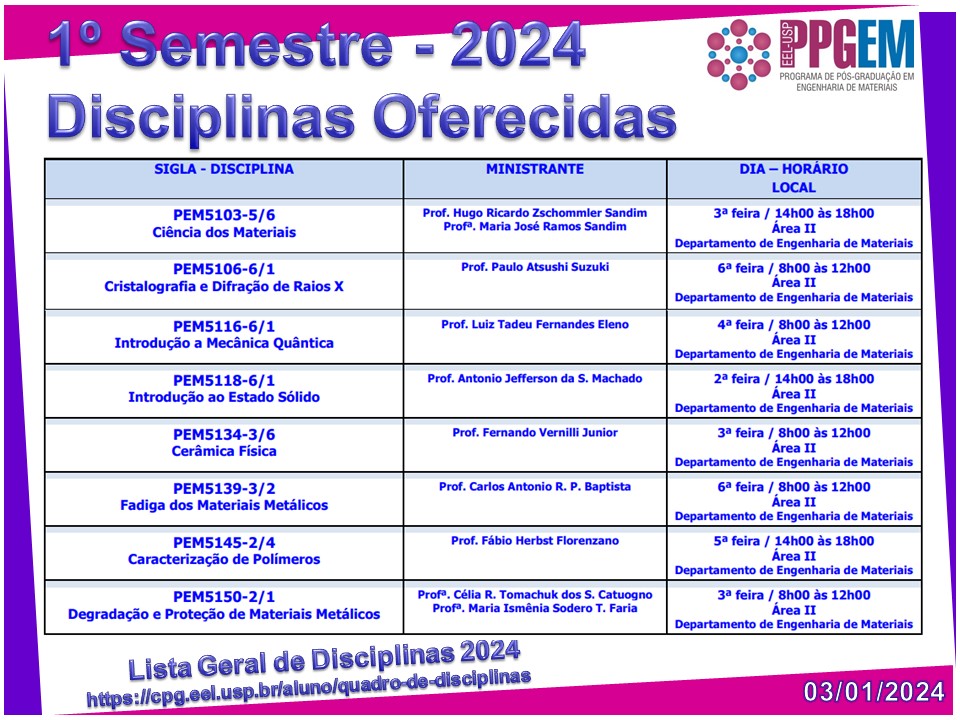 1º Semestre - 2024
Disciplinas Oferecidas
EEL-USP
PPGEM
PROGRAMA DE PÓS-GRADUAÇÃO EM
ENGENHARIA DE MATERIAIS
SIGLA - DISCIPLINA
MINISTRANTE
DIA – HORÁRIO
LOCAL
PEM5103-5/6
Ciência dos Materiais
Prof. Hugo Ricardo Zschommler Sandim
Profª. Maria José Ramos Sandim
3ª feira / 14h00 às 18h00
Área II
Departamento de Engenharia de Materiais
PEM5106-6/1
Cristalografia e Difração de Raios X
Prof. Paulo Atsushi Suzuki
6ª feira / 8h00 às 12h00
Área II
Departamento de Engenharia de Materiais
PEM5116-6/1
Introdução a Mecânica Quântica
Prof. Luiz Tadeu Fernandes Eleno
4ª feira / 8h00 às 12h00
Área II
Departamento de Engenharia de Materiais
PEM5118-6/1
Introdução ao Estado Sólido
Prof. Antonio Jefferson da S. Machado
2ª feira / 14h00 às 18h00
Área II
Departamento de Engenharia de Materiais
PEM5134-3/6
Cerâmica Física
Prof. Fernando Vernilli Junior
3ª feira / 8h00 às 12h00
Área II
Departamento de Engenharia de Materiais
PEM5139-3/2
Fadiga dos Materiais Metálicos
Prof. Carlos Antonio R. P. Baptista
6ª feira / 8h00 às 12h00
Área II
Departamento de Engenharia de Materiais
PEM5145-2/4
Caracterização de Polímeros
Prof. Fábio Herbst Florenzano
5ª feira / 14h00 às 18h00
Área II
Departamento de Engenharia de Materiais
PEM5150-2/1
Degradação e Proteção de Materiais Metálicos
Profª. Célia R. Tomachuk dos S. Catuogno
Profª. Maria Ismênia Sodero T. Faria
3ª feira / 8h00 às 12h00
Área II
Departamento de Engenharia de Materiais
Lista Geral de Disciplinas 2024
https://cpg.eel.usp.br/aluno/quadro-de-disciplinas
03/01/2024